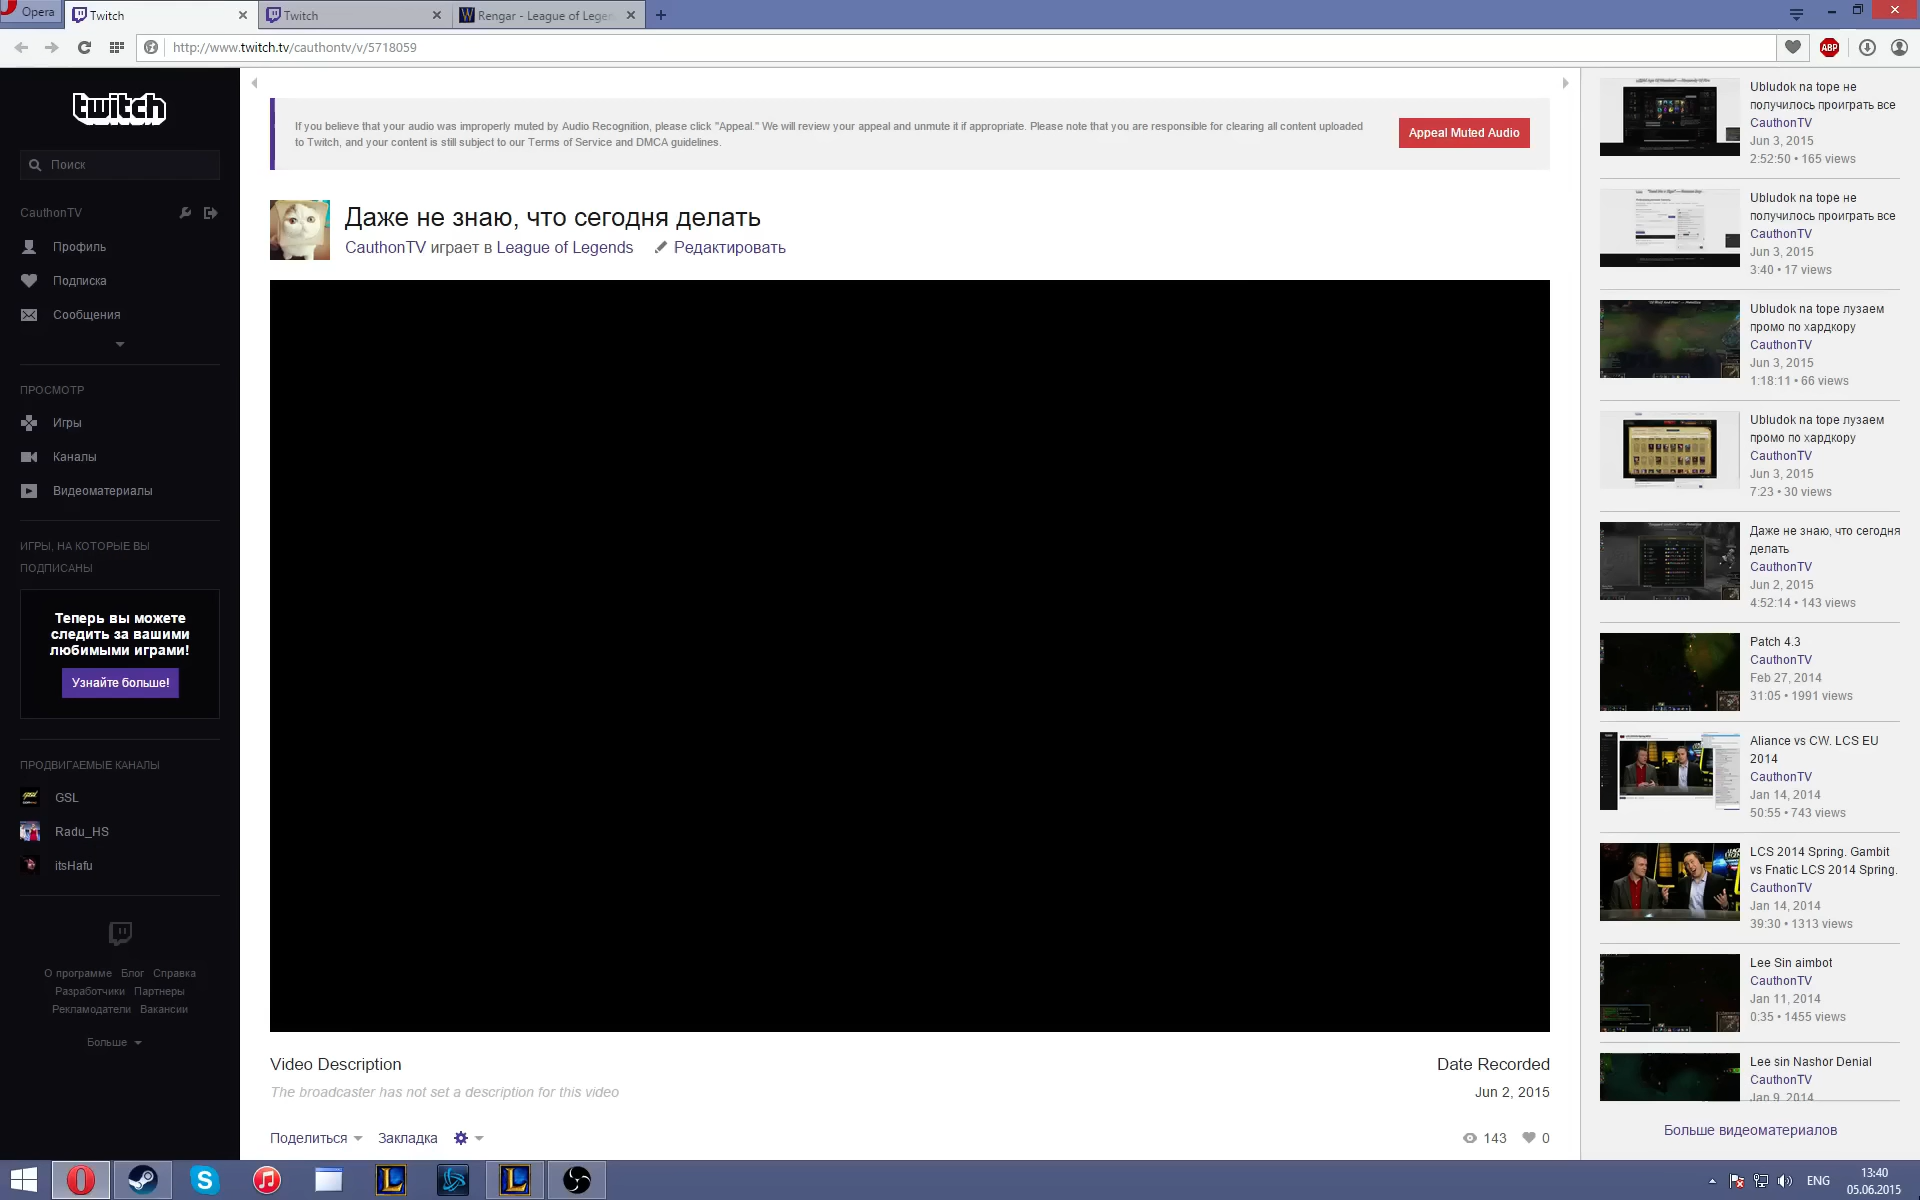 Opera
Twitch
Twitch
Rengar - League of Legen
http://www.twitch.tv/cauthontv/v/5718059
ABP
twitch
Поиск
CauthonTV
Профиль
Подписка
Сообщения
ПРОСМОТР
Игры
Каналы
Видеоматериалы
ИГРЫ, НА КОТОРЫЕ ВЫ
ПОДПИСАНЫ
Теперь вы можете
следить за вашими
любимыми играми!
Узнайте больше!
ПРОДВИГАЕМЫЕ КАНАЛЫ
GSL
Radu_HS
itsHafu
О программе Блог Справка
Разработчики Партнеры
Рекламодатели Вакансии
Больше
If you believe that your audio was improperly muted by Audio Recognition, please click "Appeal." We will review your appeal and unmute it if appropriate. Please note that you are responsible for clearing all content uploaded
to Twitch, and your content is still subject to our Terms of Service and DMCA guidelines.
Appeal Muted Audio
Даже не знаю, что сегодня делать
CauthonTV играет в League of Legends Редактировать
Video Description
The broadcaster has not set a description for this video
Date Recorded
Jun 2, 2015
Поделиться Закладка
143 0
Ubludok na tope не
получилось проиграть все
CauthonTV
Jun 3, 2015
2:52:50 • 165 views
Ubludok na tope не
получилось проиграть все
CauthonTV
Jun 3, 2015
3:40 • 17 views
Ubludok na tope лузаем
промо по хардкору
CauthonTV
Jun 3, 2015
1:18:11 • 66 views
Ubludok na tope лузаем
промо по хардкору
CauthonTV
Jun 3, 2015
7:23 • 30 views
Даже не знаю, что сегодня
делать
CauthonTV
Jun 2, 2015
4:52:14 • 143 views
Patch 4.3
CauthonTV
Feb 27, 2014
31:05 • 1991 views
Aliance vs CW. LCS EU
2014
CauthonTV
Jan 14, 2014
50:55 • 743 views
LCS 2014 Spring. Gambit
vs Fnatic LCS 2014 Spring.
CauthonTV
Jan 14, 2014
39:30 • 1313 views
Lee Sin aimbot
CauthonTV
Jan 11, 2014
0:35 • 1455 views
Lee sin Nashor Denial
CauthonTV
Jan 9, 2014
Больше видеоматериалов
ENG
13:40
05.06.2015